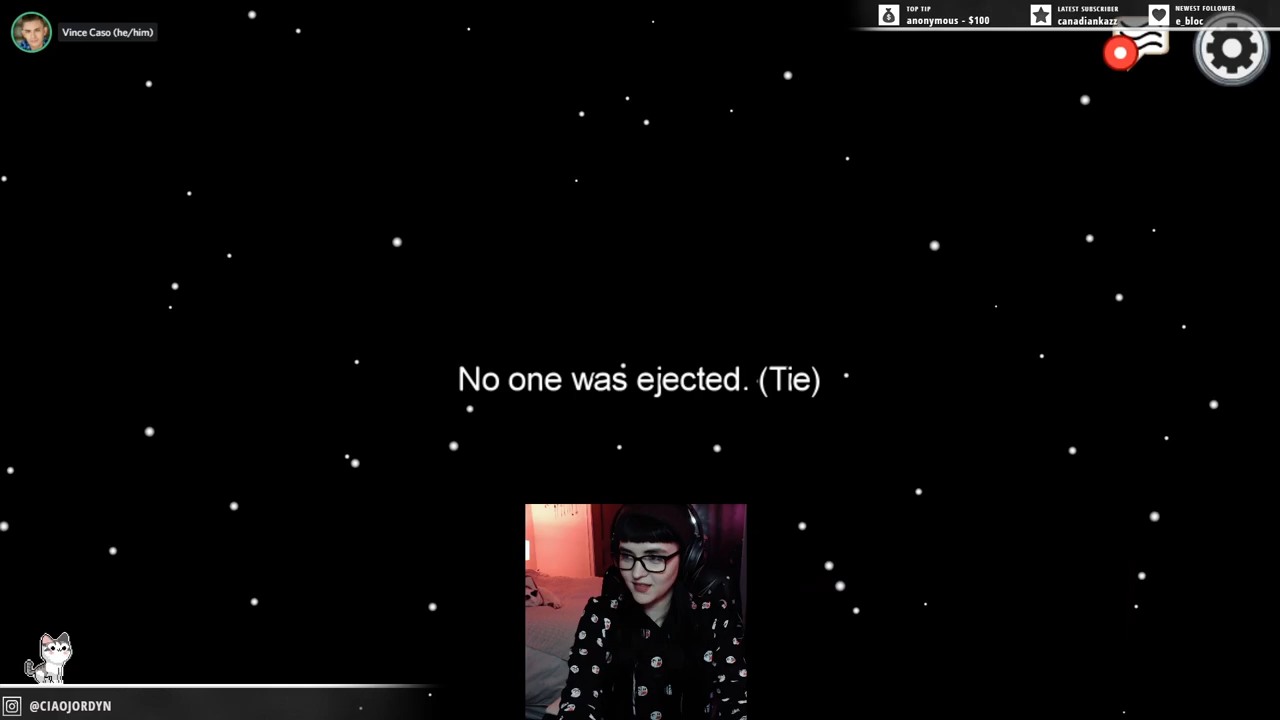 Vince Caso (he/him)
TOP TIP
anonymous - $100
LATEST SUBSCRIBER
canadiankazz
NEWEST FOLLOWER
e_bloc
No one was ejected. (Tie)
@CIAOJORDYN